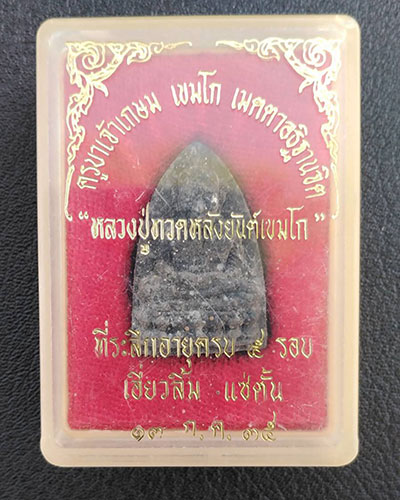 ครูบาเจ้าเกษม เขมโก เมตตาอธิฐานจิต
"หลวงปู่ทวดหลังยันต์เขมโก"
ที่ระลึกอายุครบ ๕ รอบ
เฮี่ยวลิ้ม แซ่ตั้น
๑๓ ก.ค. ๓๕